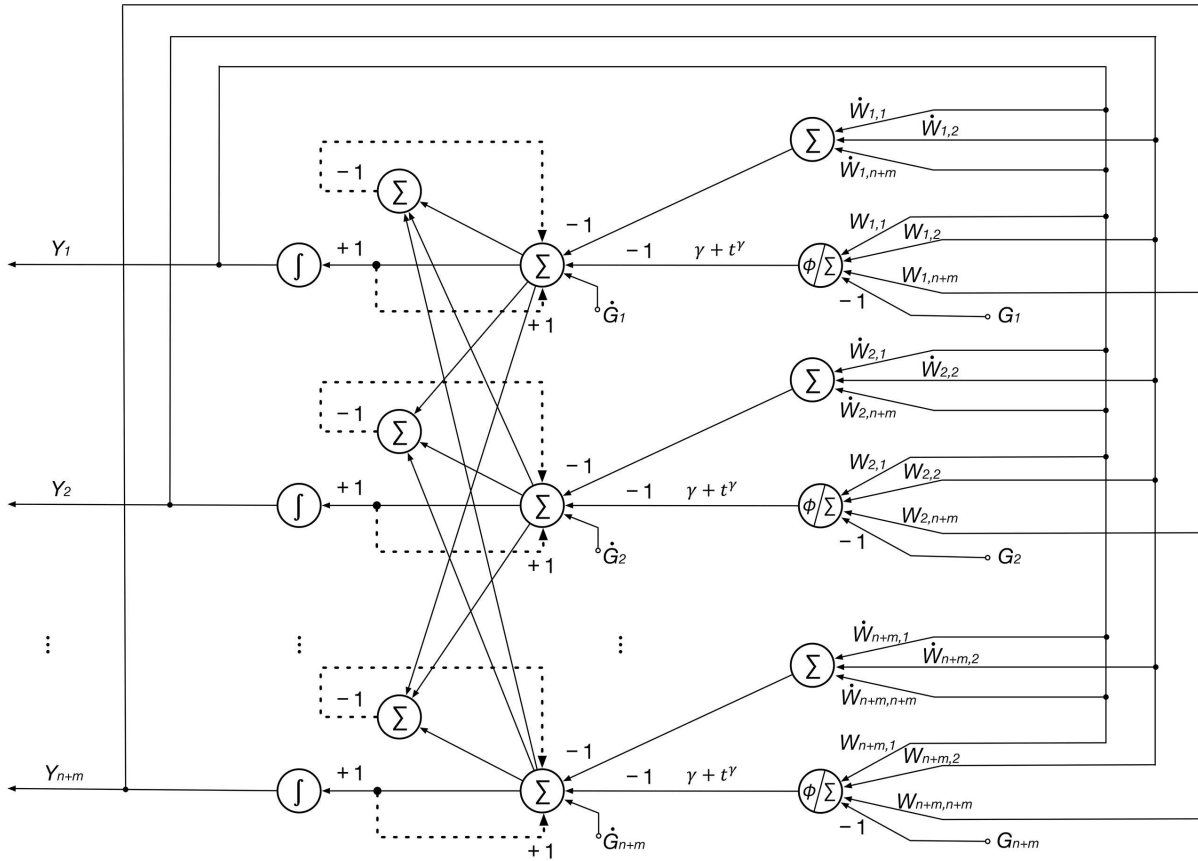 Ẇ1,1
Ẇ1,2
∑
Ẇ1,n+m
−1
∑
−1
W1,1
W1,2
Y1
+1
∫
∑
−1
γ + t^γ
ϕ/∑
W1,n+m
−1
+1
Ġ1
G1
Ẇ2,1
Ẇ2,2
∑
Ẇ2,n+m
−1
∑
−1
W2,1
W2,2
Y2
+1
∫
∑
−1
γ + t^γ
ϕ/∑
W2,n+m
−1
+1
Ġ2
G2
⋮ ⋮ ⋮
Ẇn+m,1
Ẇn+m,2
∑
Ẇn+m,n+m
−1
∑
−1
Wn+m,1
Wn+m,2
Yn+m
+1
∫
∑
−1
γ + t^γ
ϕ/∑
Wn+m,n+m
−1
+1
Ġn+m
Gn+m